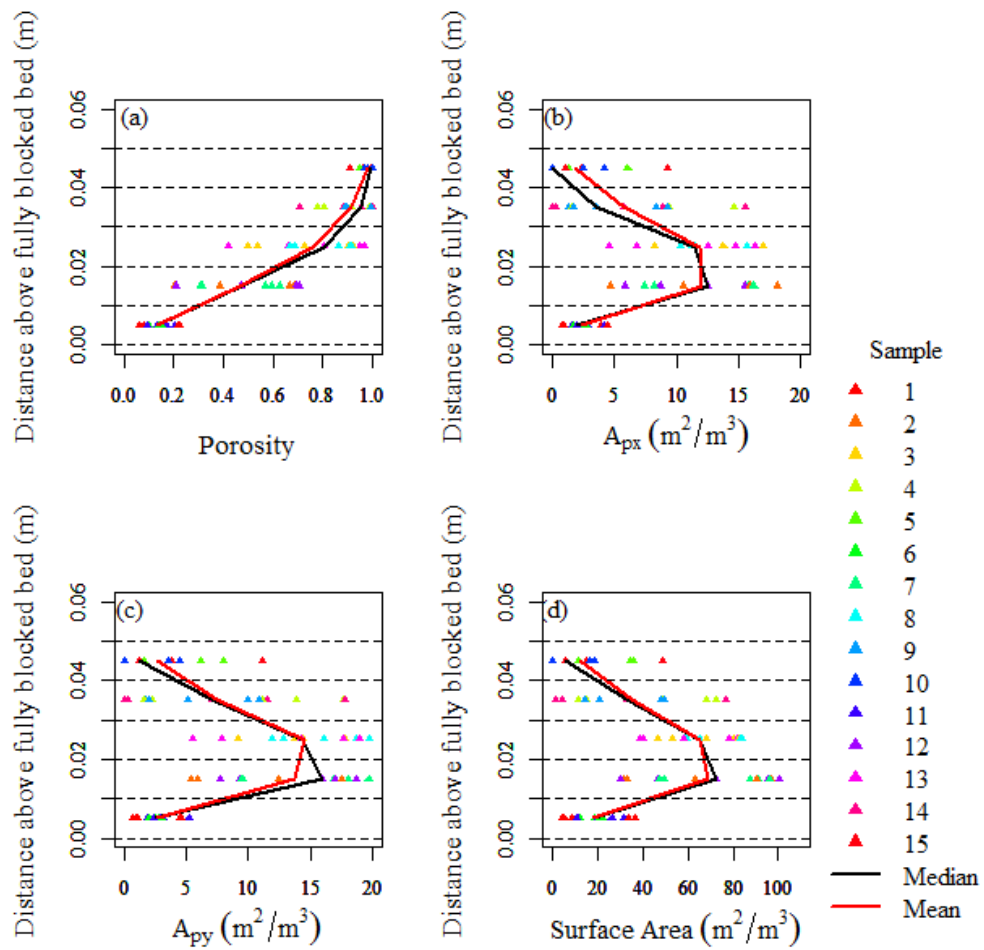 Distance above fully blocked bed (m)
0.06
0.04
0.02
0.00
(a)
0.0 0.2 0.4 0.6 0.8 1.0
Porosity
Distance above fully blocked bed (m)
0.06
0.04
0.02
0.00
(b)
0 5 10 15 20
Apx (m²/m³)
Distance above fully blocked bed (m)
0.06
0.04
0.02
0.00
(c)
0 5 10 15 20
Apy (m²/m³)
Distance above fully blocked bed (m)
0.06
0.04
0.02
0.00
(d)
0 20 40 60 80 100
Surface Area (m²/m³)
Sample
1
2
3
4
5
6
7
8
9
10
11
12
13
14
15
Median
Mean